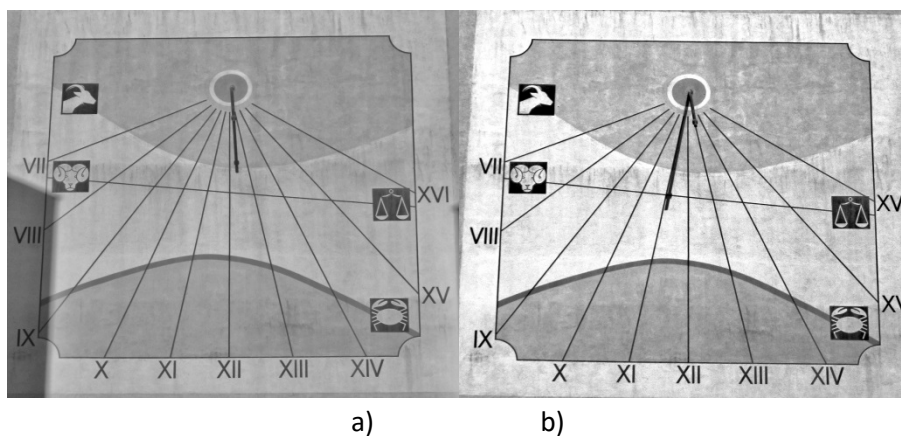 VII
XVI
VIII
XV
IX
X XI XII XIII XIV
VII
XV
VIII
XV
IX
X XI XII XIII XIV
a) b)